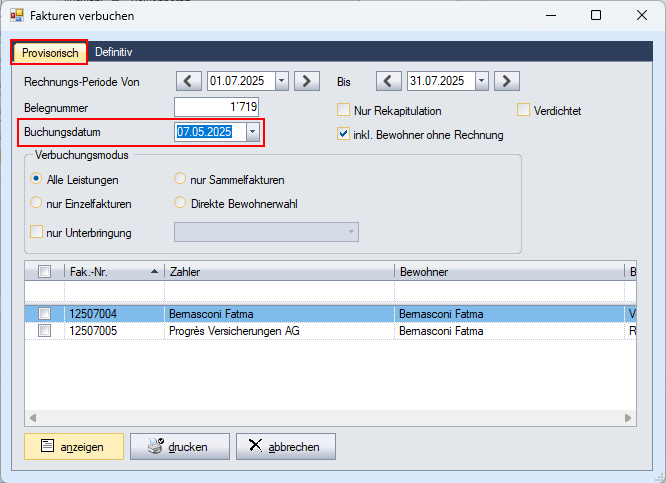 Fakturen verbuchen
Provisorisch Definitiv
Rechnungs-Periode Von 01.07.2025 Bis 31.07.2025
Belegnummer 1'719 Nur Rekapitulation Verdichtet
Buchungsdatum 07.05.2025 inkl. Bewohner ohne Rechnung
Verbuchungsmodus
Alle Leistungen nur Sammelfakturen
nur Einzelfakturen Direkte Bewohnerwahl
nur Unterbringung
Fak.-Nr. Zahler Bewohner B
12507004 Bernasconi Fatma Bernasconi Fatma V
12507005 Progrès Versicherungen AG Bernasconi Fatma R
anzeigen drucken abbrechen